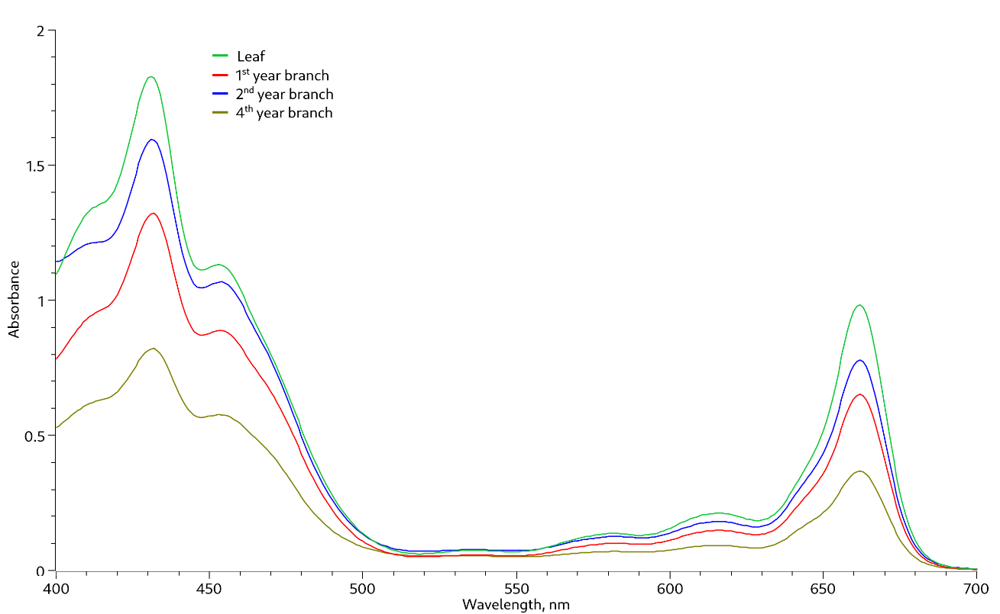 2
1.5
1
0.5
0
Absorbance
Leaf
1st year branch
2nd year branch
4th year branch
400 450 500 550 600 650 700
Wavelength, nm